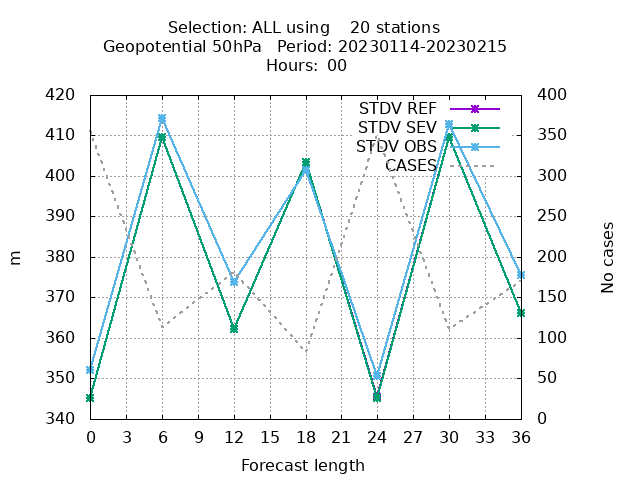 Selection: ALL using    20 stations
Geopotential 50hPa   Period: 20230114-20230215
Hours: 00
STDV REF
STDV SEV
STDV OBS
CASES
420
410
400
390
380
370
360
350
340
m
400
350
300
250
200
150
100
50
0
No cases
0 3 6 9 12 15 18 21 24 27 30 33 36
Forecast length